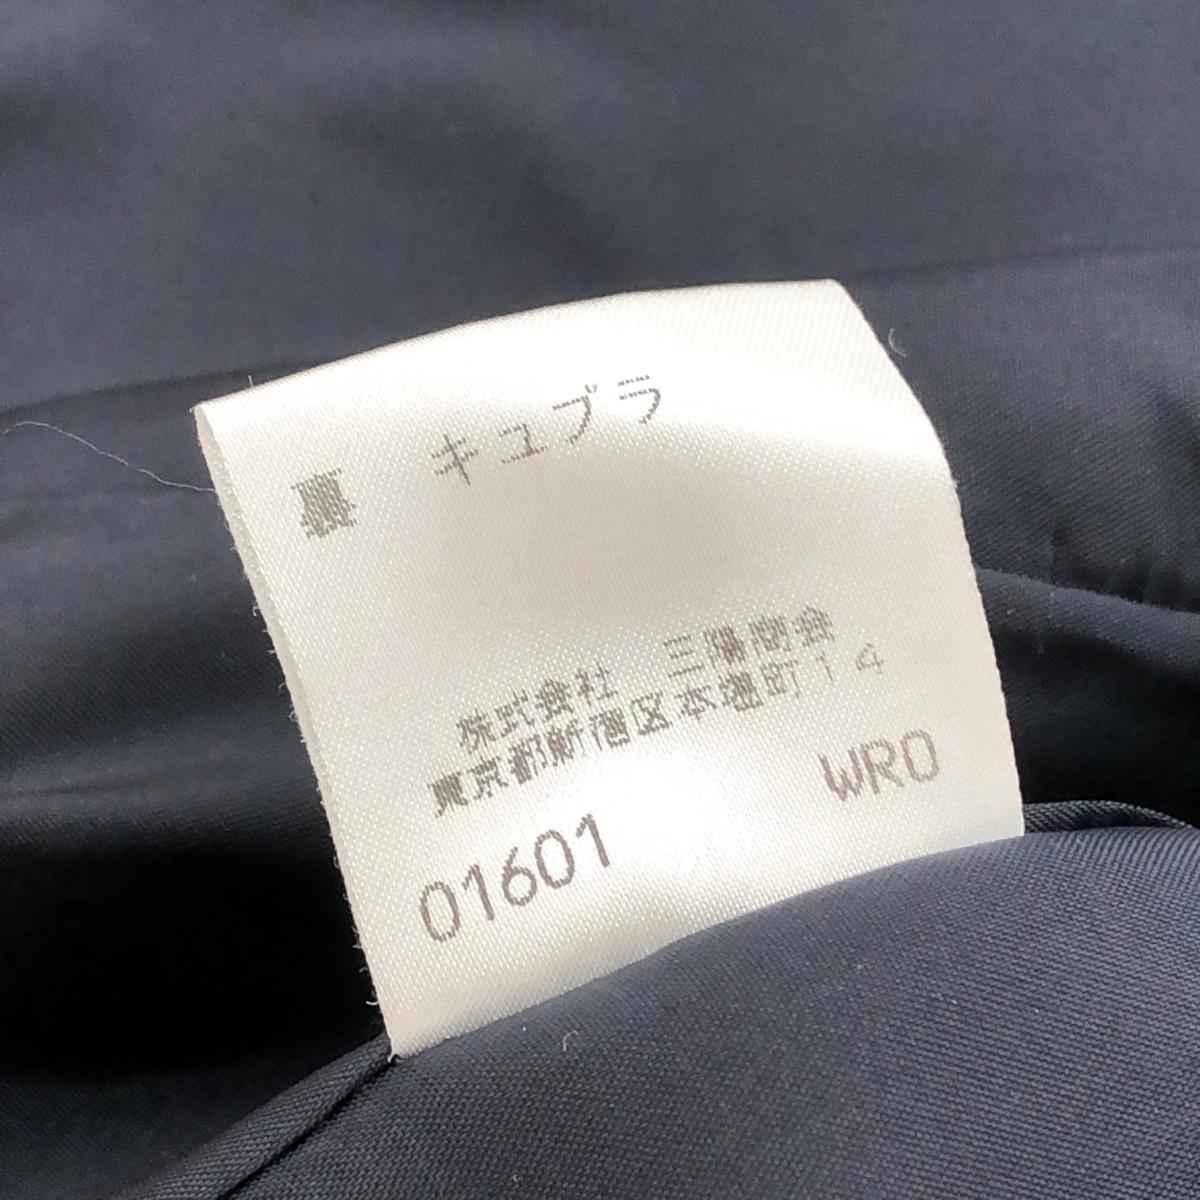 裏 キュプラ
株式会社 三陽商会
東京都新宿区本塩町14
01601 WRO